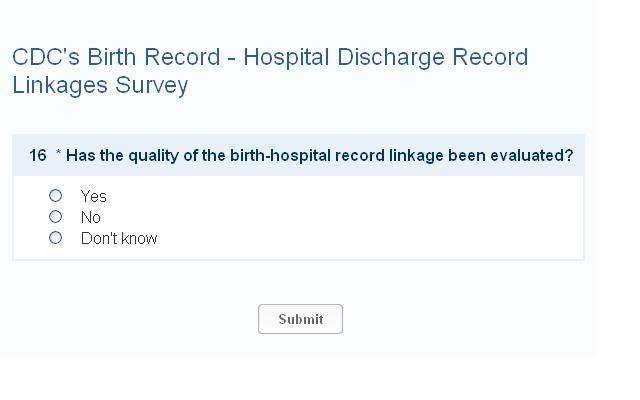 CDC's Birth Record - Hospital Discharge Record
Linkages Survey
16 * Has the quality of the birth-hospital record linkage been evaluated?
Yes
No
Don't know
Submit